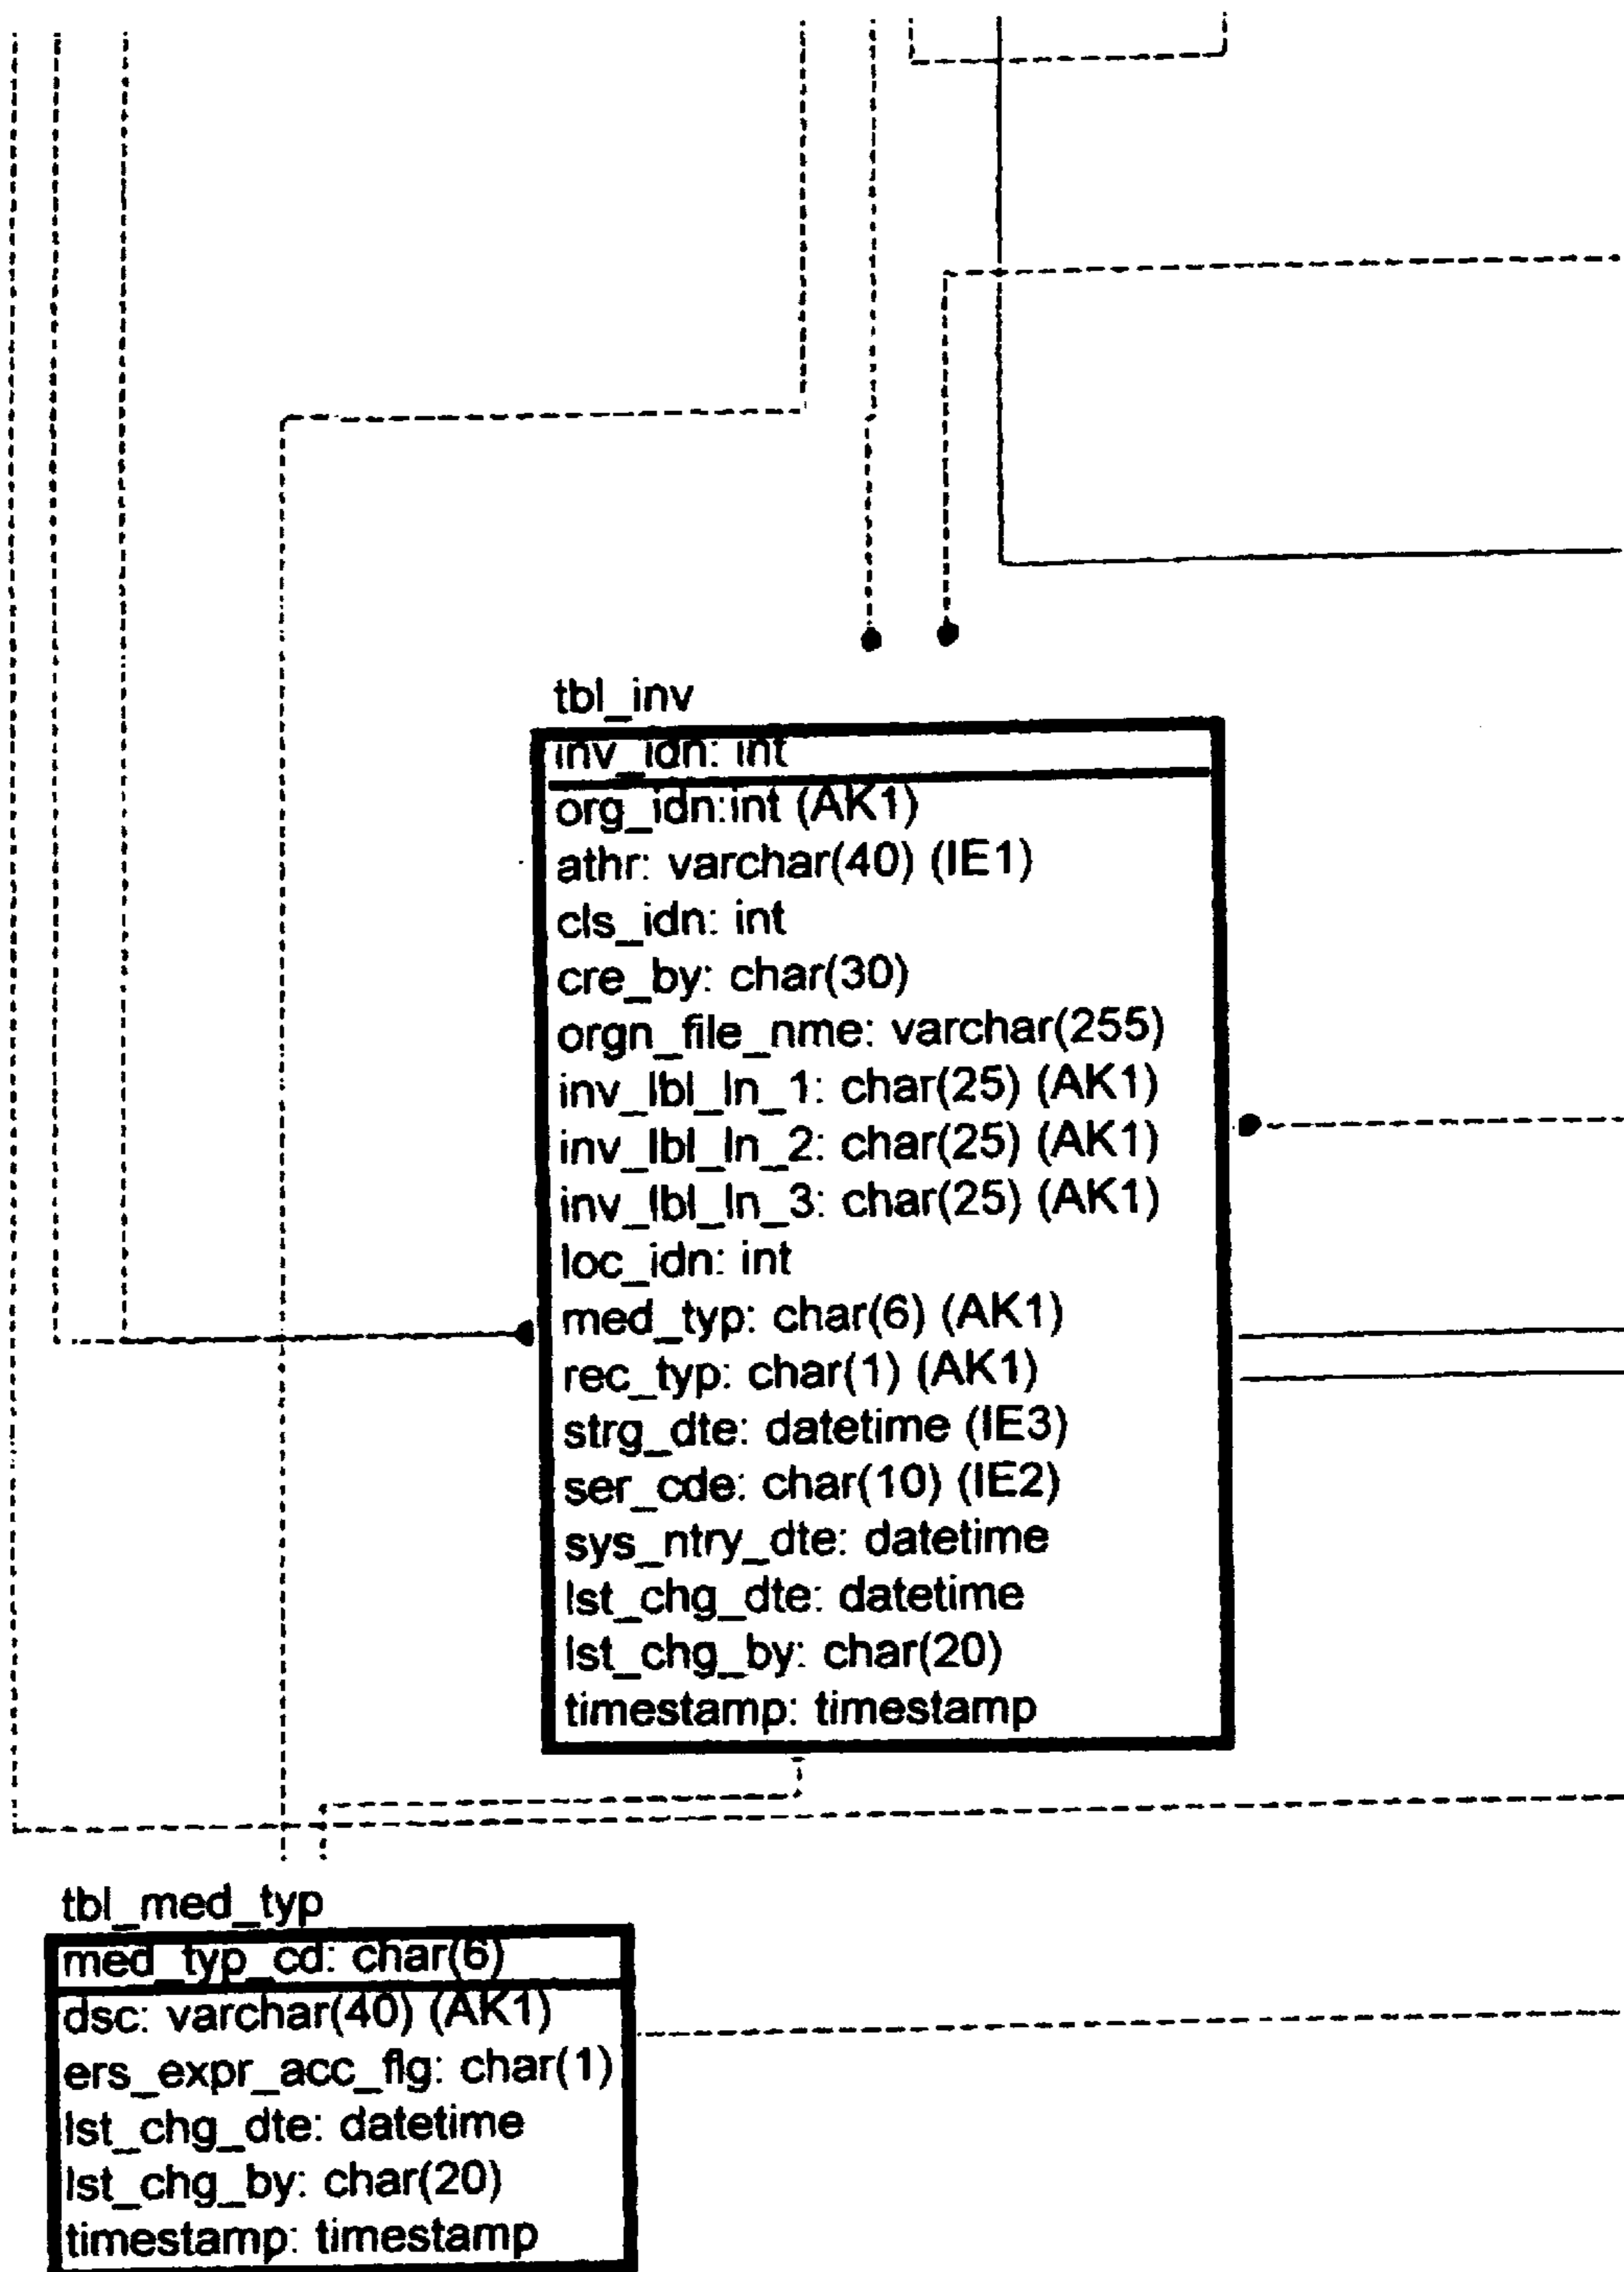 tbl_inv
inv_idn: int
org_idn:int (AK1)
athr: varchar(40) (IE1)
cls_idn: int
cre_by: char(30)
orgn_file_nme: varchar(255)
inv_lbl_ln_1: char(25) (AK1)
inv_lbl_ln_2: char(25) (AK1)
inv_lbl_ln_3: char(25) (AK1)
loc_idn: int
med_typ: char(6) (AK1)
rec_typ: char(1) (AK1)
strg_dte: datetime (IE3)
ser_cde: char(10) (IE2)
sys_ntry_dte: datetime
lst_chg_dte: datetime
lst_chg_by: char(20)
timestamp: timestamp
tbl_med_typ
med_typ_cd: char(6)
dsc: varchar(40) (AK1)
ers_expr_acc_flg: char(1)
lst_chg_dte: datetime
lst_chg_by: char(20)
timestamp: timestamp